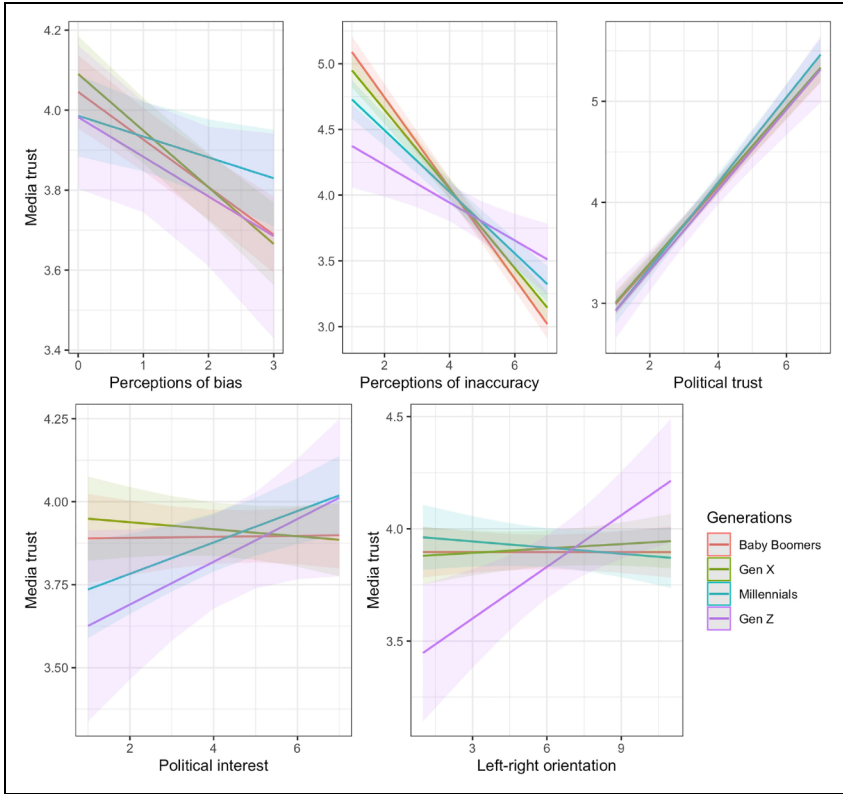 4.2
4.0
3.8
3.6
3.4
Media trust
0 1 2 3
Perceptions of bias
5.0
4.5
4.0
3.5
3.0
2 4 6
Perceptions of inaccuracy
5
4
3
2 4 6
Political trust
4.25
4.00
3.75
3.50
Media trust
2 4 6
Political interest
4.5
4.0
3.5
Media trust
3 6 9
Left-right orientation
Generations
Baby Boomers
Gen X
Millennials
Gen Z